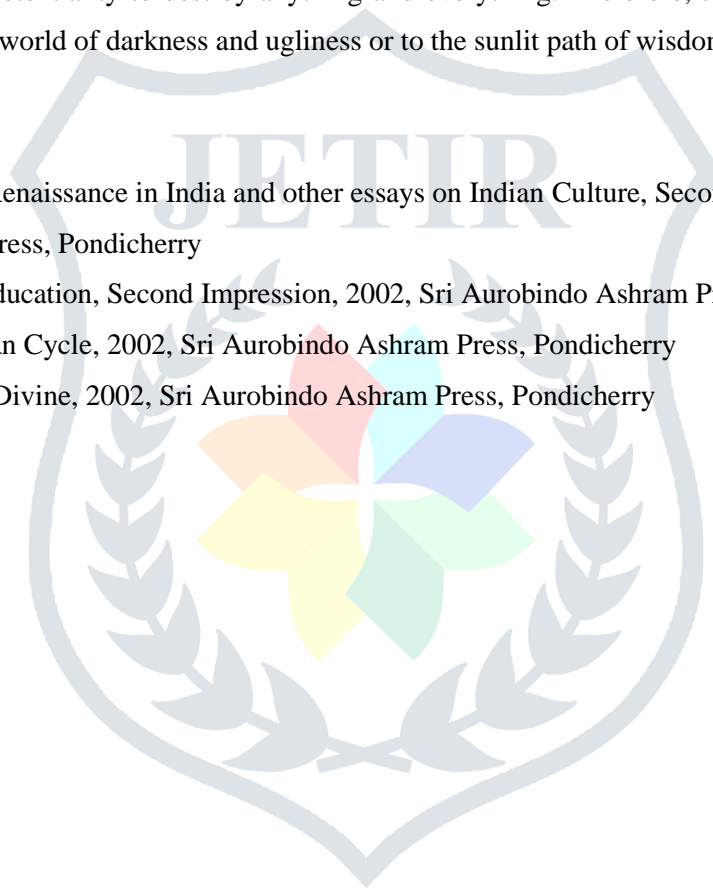 world of darkness and ugliness or to the sunlit path of wisdom
JETIR
enaissance in India and other essays on Indian Culture, Seco
ress, Pondicherry
ducation, Second Impression, 2002, Sri Aurobindo Ashram P
an Cycle, 2002, Sri Aurobindo Ashram Press, Pondicherry
Divine, 2002, Sri Aurobindo Ashram Press, Pondicherry